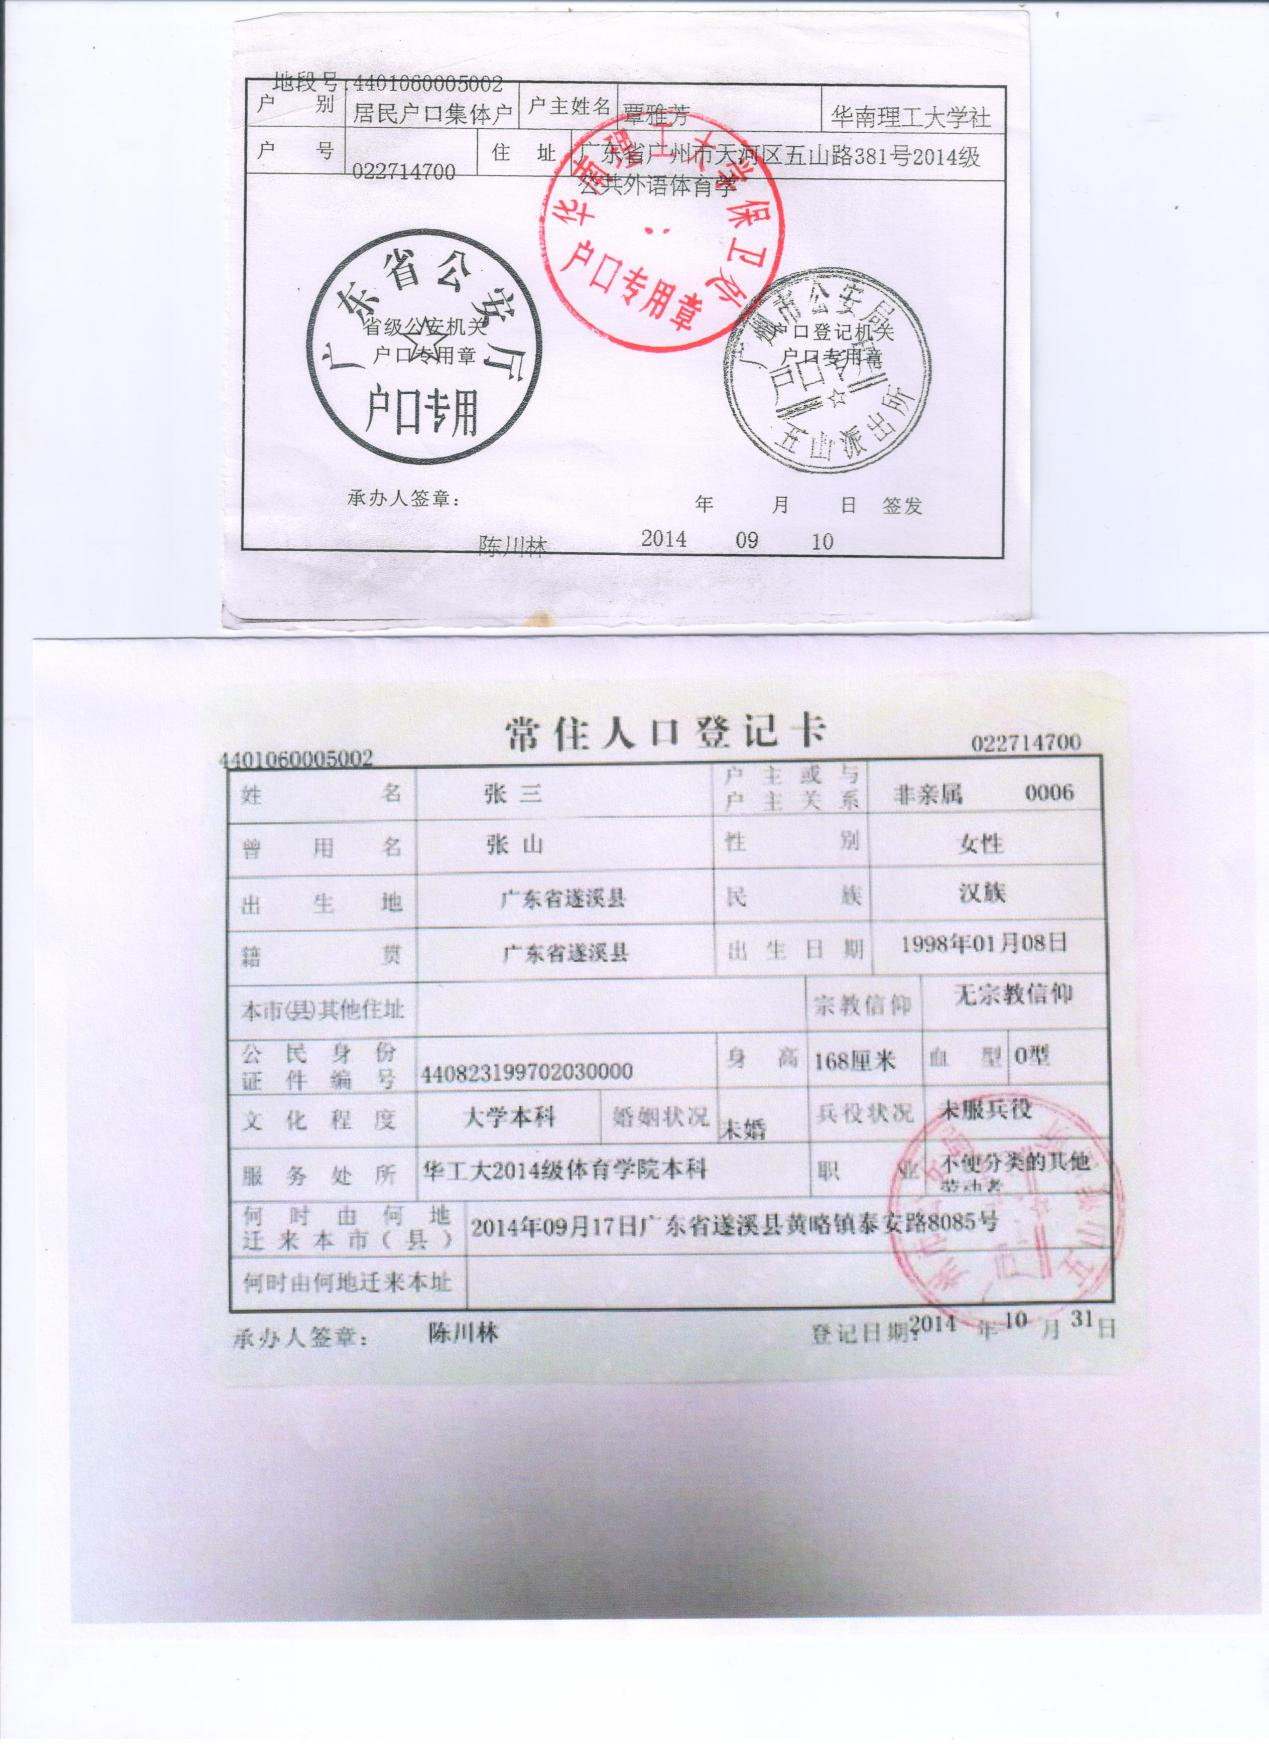 地段号:4401060005002
户 别 居民户口集体户 户主姓名 覃雅芳 华南理工大学社
户 号 022714700 住 址 广东省广州市天河区五山路381号2014级
公共外语体育学
华南理工大学保卫处
户口专用章
广东省公安厅
省级公安机关
户口专用章
户口专用
广州市公安局
户口登记机关
户口专用章
户口专用
五山派出所
承办人签章: 年 月 日 签发
陈川林 2014 09 10
常住人口登记卡
4401060005002 022714700
姓 名 张 三 户主或与户主关系 非亲属 0006
曾用名 张 山 性 别 女性
出生地 广东省遂溪县 民 族 汉族
籍 贯 广东省遂溪县 出生日期 1998年01月08日
本市(县)其他住址 宗教信仰 无宗教信仰
公民身份证件编号 440823199702030000 身 高 168厘米 血 型 O型
文化程度 大学本科 婚姻状况 未婚 兵役状况 未服兵役
服务处所 华工大2014级体育学院本科 职 业 不便分类的其他劳动者
何时由何地迁来本市(县) 2014年09月17日广东省遂溪县黄略镇泰安路8085号
何时由何地迁来本址
承办人签章: 陈川林 登记日期:2014 年 10 月 31 日